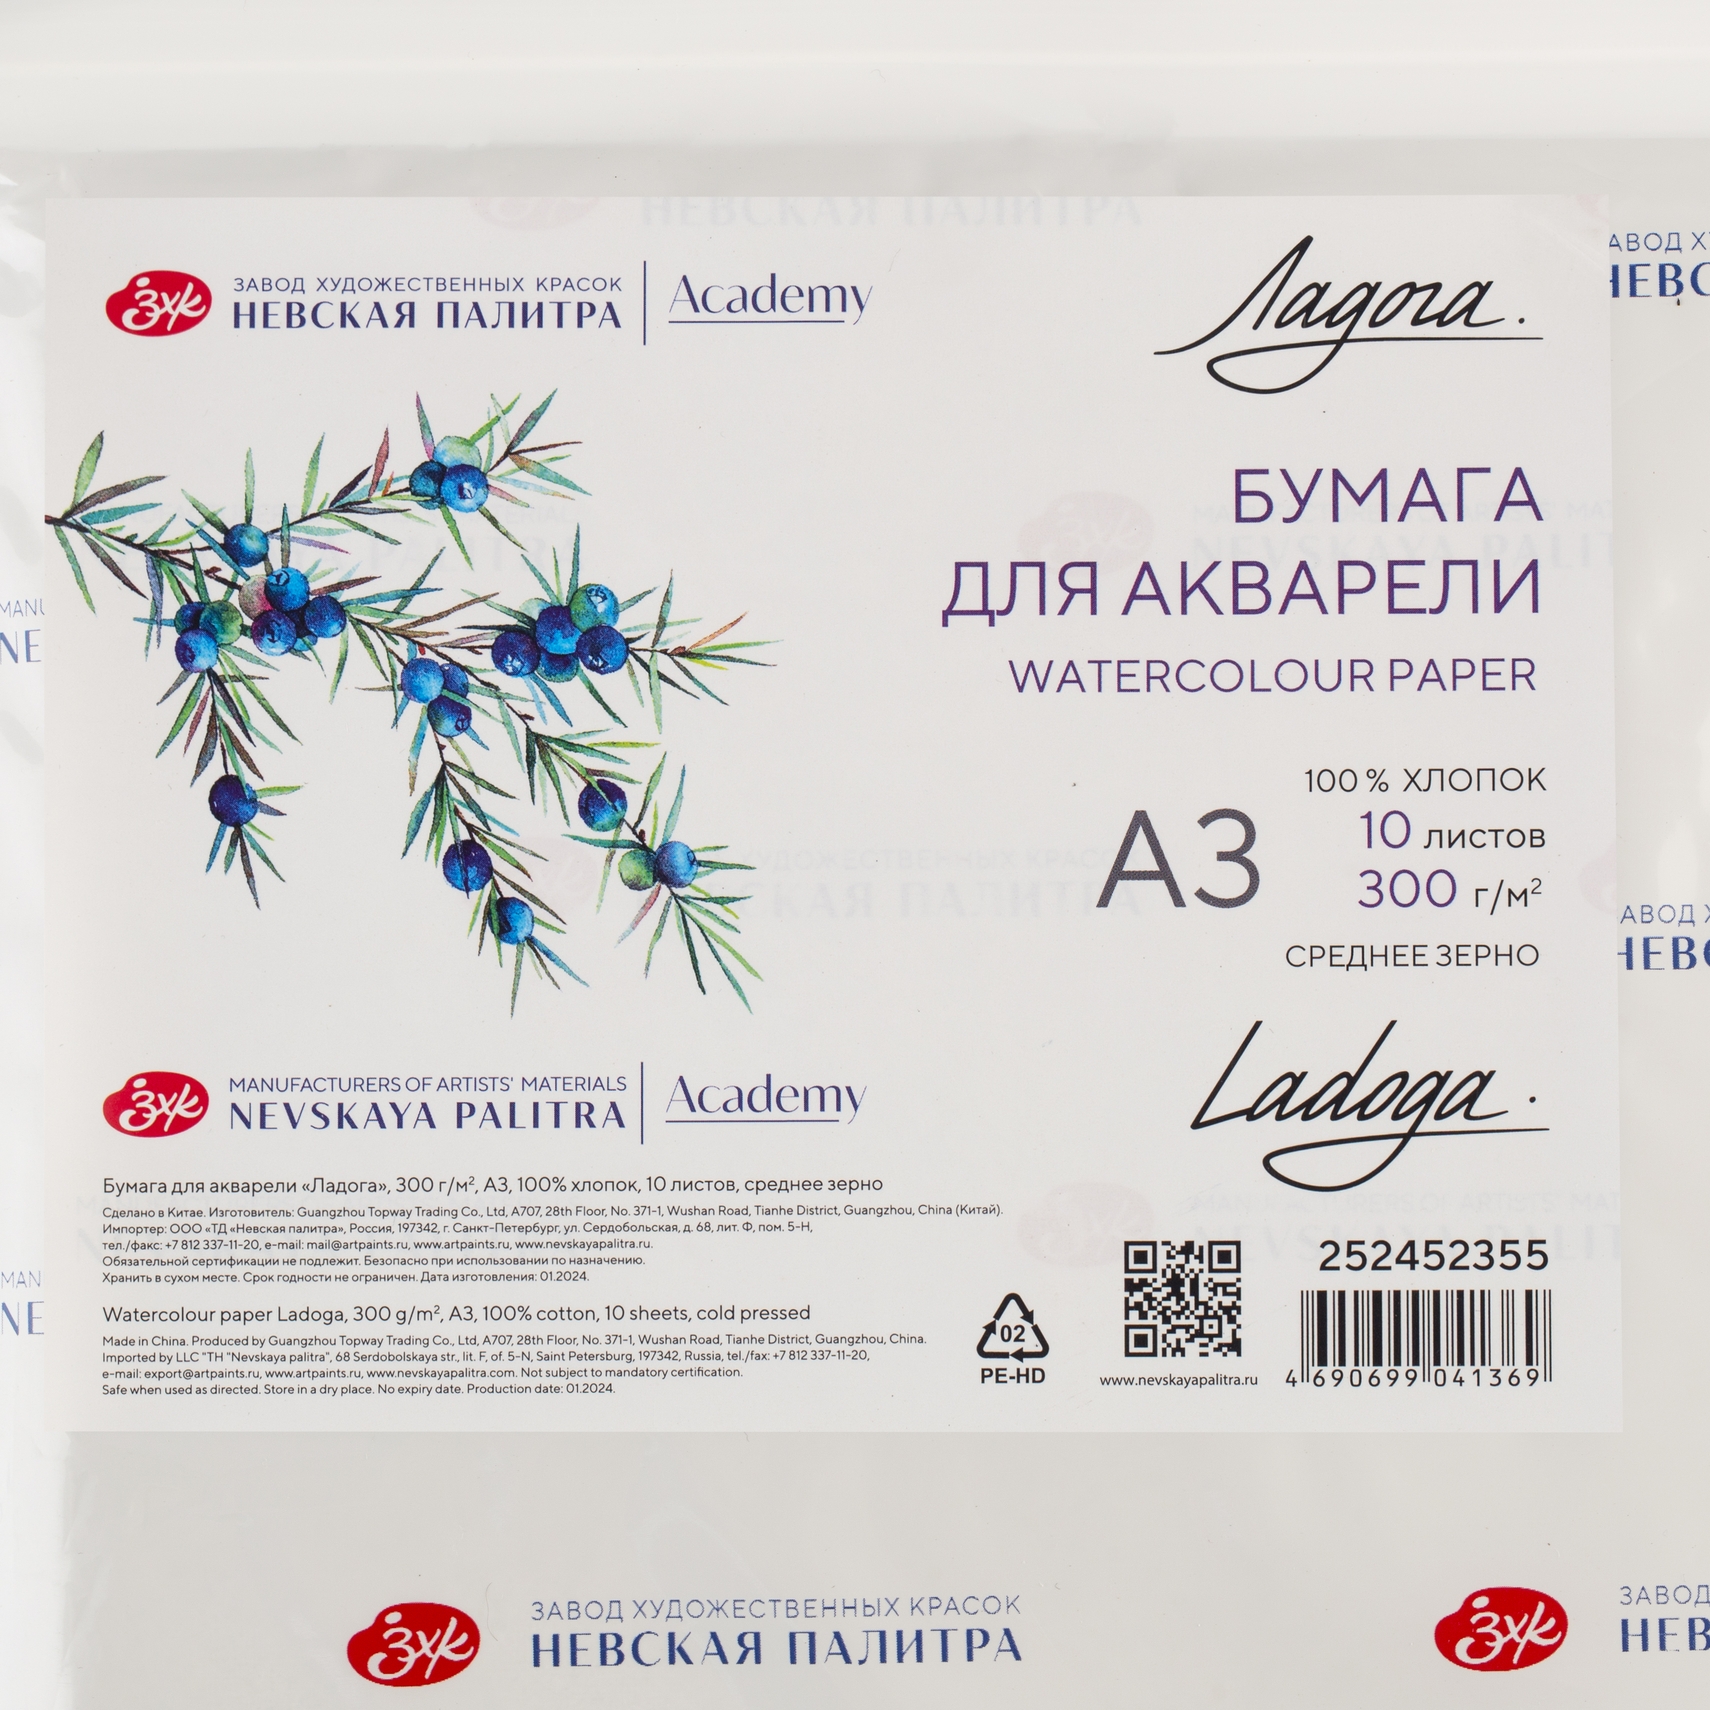 ЗАВОД ХУДОЖЕСТВЕННЫХ КРАСОК
НЕВСКАЯ ПАЛИТРА
Academy
Ладога.
БУМАГА
ДЛЯ АКВАРЕЛИ
WATERCOLOUR PAPER
100 % ХЛОПОК
А3
10 листов
300 г/м²
СРЕДНЕЕ ЗЕРНО
Ladoga.
зхк
MANUFACTURERS OF ARTISTS' MATERIALS
NEVSKAYA PALITRA
Academy
Бумага для акварели «Ладога», 300 г/м², А3, 100% хлопок, 10 листов, среднее зерно
Сделано в Китае. Изготовитель: Guangzhou Topway Trading Co., Ltd, A707, 28th Floor, No. 371-1, Wushan Road, Tianhe District, Guangzhou, China (Китай).
Импортер: ООО «ТД «Невская палитра», Россия, 197342, г. Санкт-Петербург, ул. Сердобольская, д. 68, лит. Ф, пом. 5-Н,
тел./факс: +7 812 337-11-20, e-mail: mail@artpaints.ru, www.artpaints.ru, www.nevskayapalitra.ru.
Обязательной сертификации не подлежит. Безопасно при использовании по назначению.
Хранить в сухом месте. Срок годности не ограничен. Дата изготовления: 01.2024.
Watercolour paper Ladoga, 300 g/m², A3, 100% cotton, 10 sheets, cold pressed
Made in China. Produced by Guangzhou Topway Trading Co., Ltd, A707, 28th Floor, No. 371-1, Wushan Road, Tianhe District, Guangzhou, China.
Imported by LLC "TH "Nevskaya palitra", 68 Serdobolskaya str., lit. F, of. 5-N, Saint Petersburg, 197342, Russia, tel./fax: +7 812 337-11-20,
e-mail: export@artpaints.ru, www.artpaints.ru, www.nevskayapalitra.com. Not subject to mandatory certification.
Safe when used as directed. Store in a dry place. No expiry date. Production date: 01.2024.
02
PE-HD
www.nevskayapalitra.ru
252452355
4 690699 041369
зхк
ЗАВОД ХУДОЖЕСТВЕННЫХ КРАСОК
НЕВСКАЯ ПАЛИТРА
зхк
ЗАВОД